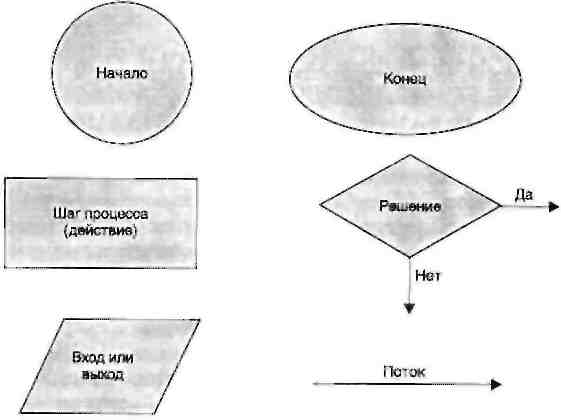 Начало
Конец
Шаг процесса
(действие)
Решение
Да
Нет
Вход или
выход
Поток